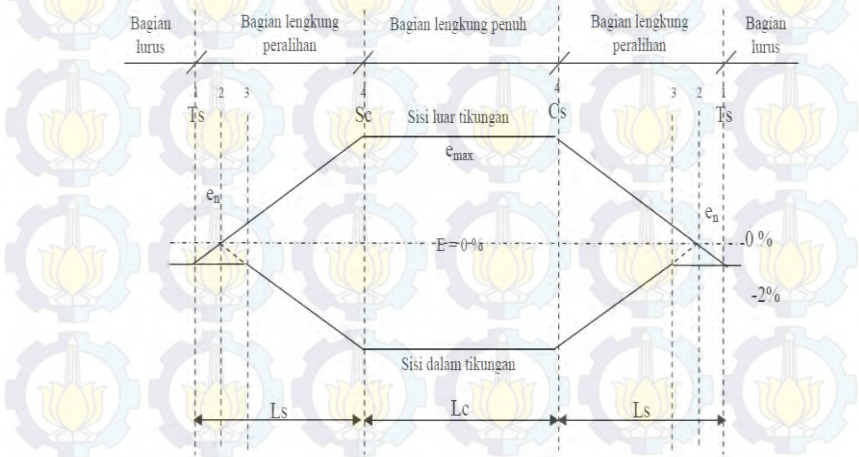 Bagian
lurus
Bagian lengkung
peralihan
Bagian lengkung penuh
Bagian lengkung
peralihan
Bagian
lurus
1 2 3 4 4 3 2 1
Ts Sc Cs Ts
Sisi luar tikungan
emax
en en
E = 0 % 0 %
-2%
Sisi dalam tikungan
Ls Lc Ls